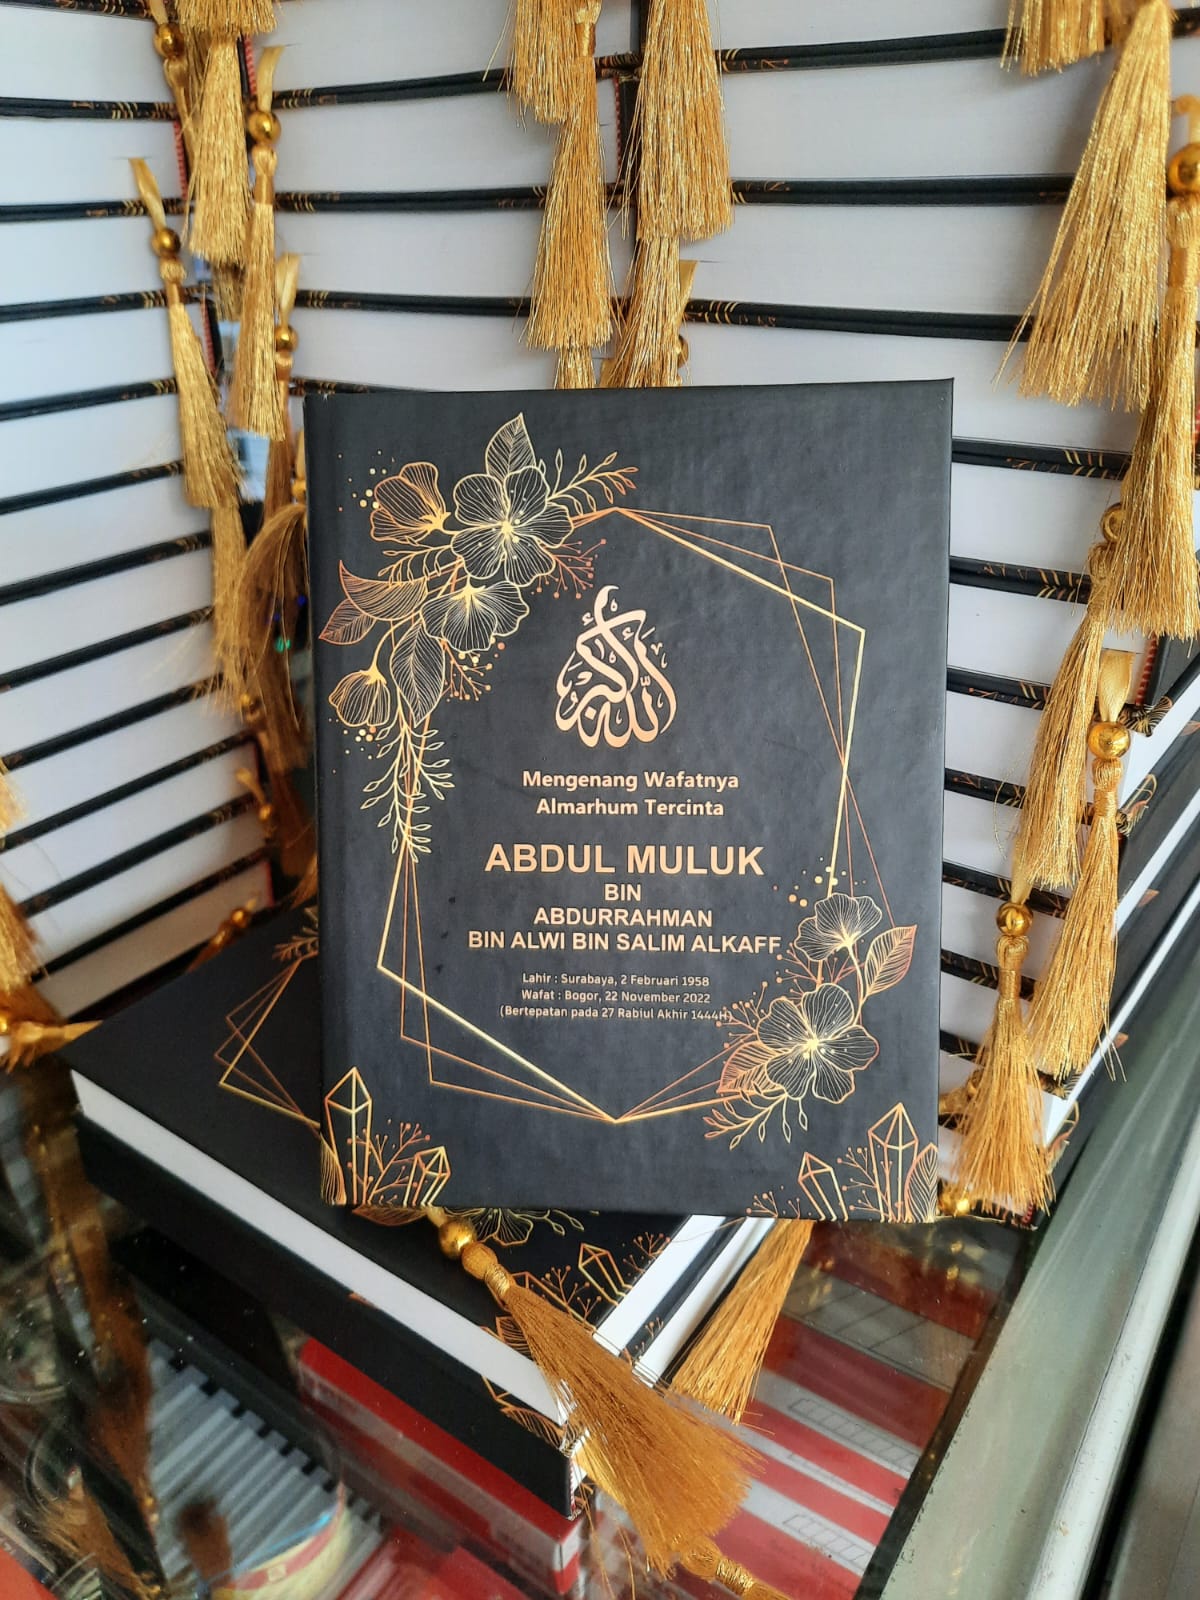 الله أكبر
Mengenang Wafatnya
Almarhum Tercinta
ABDUL MULUK
BIN
ABDURRAHMAN
BIN ALWI BIN SALIM ALKAFF
Lahir : Surabaya, 2 Februari 1958
Wafat : Bogor, 22 November 2022
(Bertepatan pada 27 Rabiul Akhir 1444H)